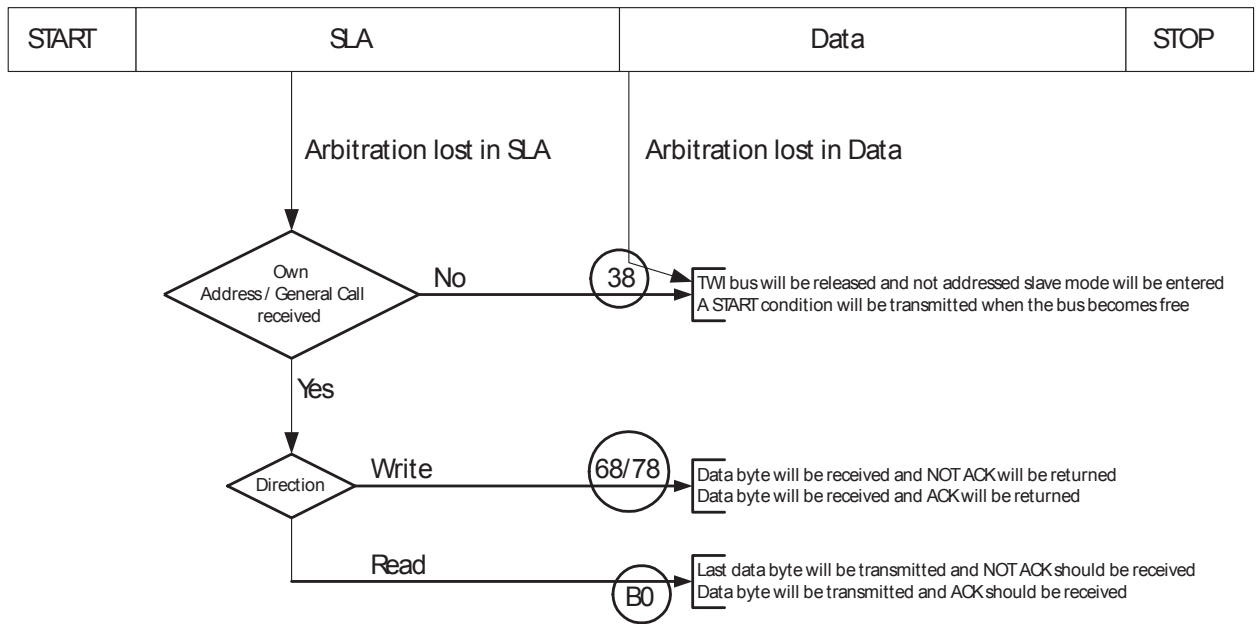 START SLA Data STOP
Arbitration lost in SLA Arbitration lost in Data
Own
Address / General Call
received
No
38
TWI bus will be released and not addressed slave mode will be entered
A START condition will be transmitted when the bus becomes free
Yes
Direction
Write
68/78
Data byte will be received and NOT ACK will be returned
Data byte will be received and ACK will be returned
Read
B0
Last data byte will be transmitted and NOT ACK should be received
Data byte will be transmitted and ACK should be received